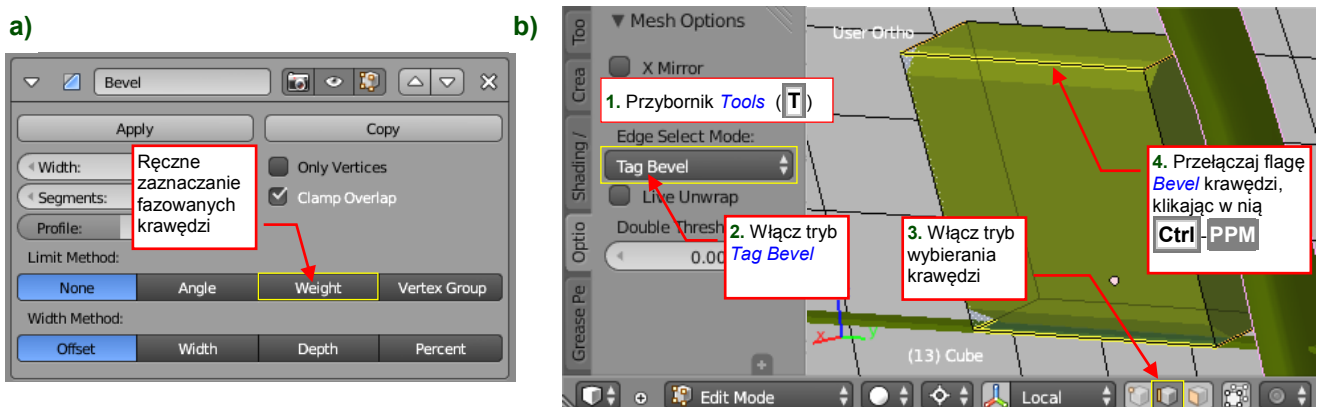 a)
Bevel
Apply
Copy
Width:
Only Vertices
Segments:
Clamp Overlap
Profile:
Ręczne
zaznaczanie
fazowanych
krawędzi
Limit Method:
None
Angle
Weight
Vertex Group
Width Method:
Offset
Width
Depth
Percent
b)
Too
Crea
Shading /
Optio
Grease Pe
Mesh Options
X Mirror
1. Przybornik Tools (T)
Edge Select Mode:
Tag Bevel
Live Unwrap
Double Thresh
0.00
2. Włącz tryb
Tag Bevel
User Ortho
3. Włącz tryb
wybierania
krawędzi
4. Przełączaj flagę
Bevel krawędzi,
klikając w nią
Ctrl-PPM
x
y
(13) Cube
Edit Mode
Local